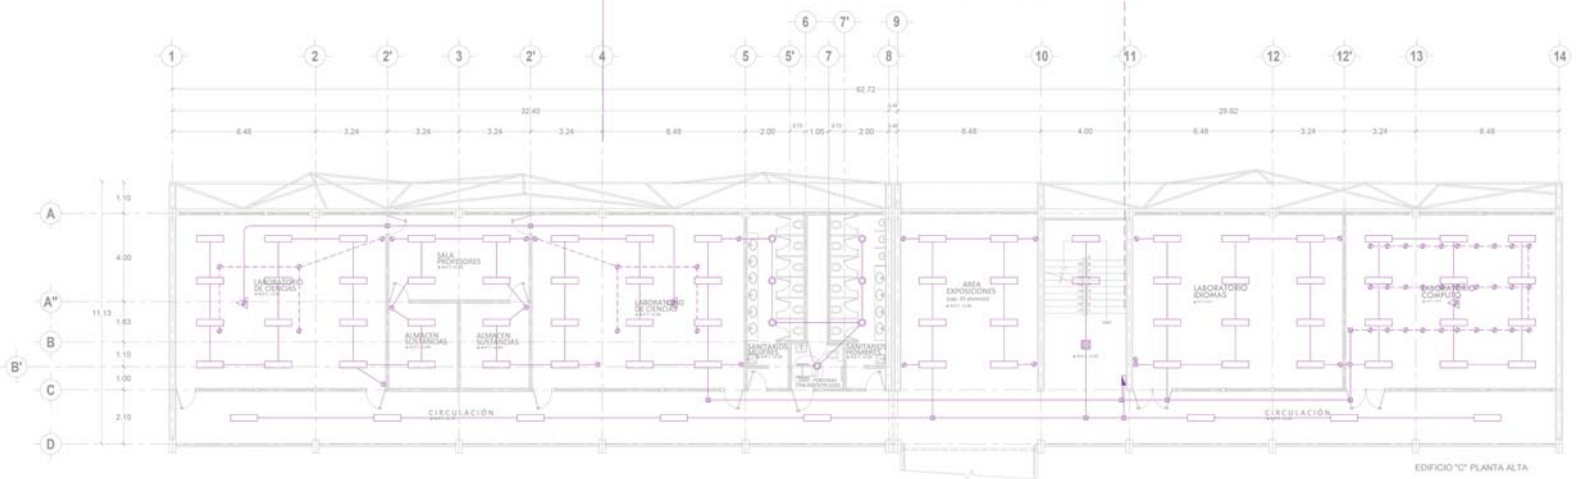 6 7' 9
1 2 2' 3 2' 4 5 5' 7 8 10 11 12 12' 13 14
62.72
32.40 29.92
6.48 3.24 3.24 3.24 3.24 6.48 2.00 1.05 2.00 6.48 4.00 6.48 3.24 3.24 6.48
1.10
A
4.00
SALA
PROFESORES
LABORATORIO
DE CIENCIAS
LABORATORIO
DE CIENCIAS
AREA
EXPOSICIONES
LABORATORIO
IDIOMAS
LABORATORIO
COMPUTO
A"
11.13
1.83
ALMACEN
SUSTANCIAS
ALMACEN
SUSTANCIAS
B
SANITARIOS
MUJERES
SANITARIOS
HOMBRES
1.10
B'
1.00
C
2.10
CIRCULACIÓN
CIRCULACIÓN
D
EDIFICIO "C" PLANTA ALTA